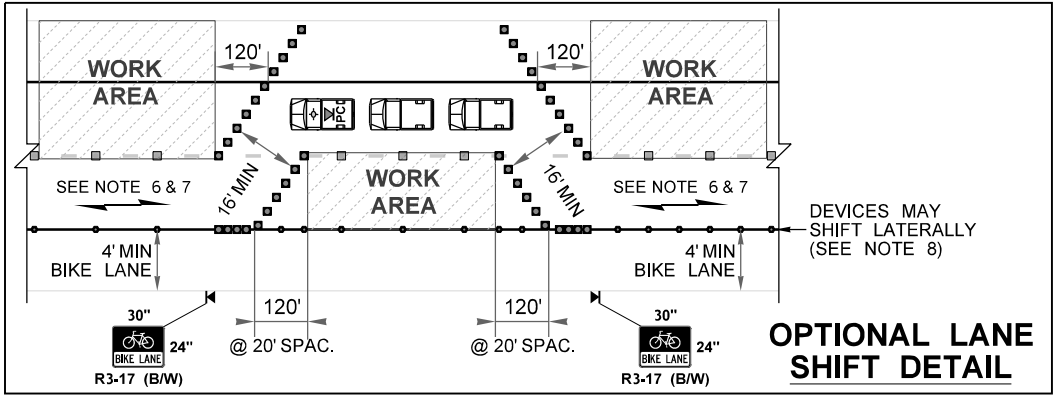 120'
120'
WORK
AREA
WORK
AREA
PC
SEE NOTE 6 & 7
16' MIN
WORK
AREA
16' MIN
SEE NOTE 6 & 7
DEVICES MAY
SHIFT LATERALLY
(SEE NOTE 8)
4' MIN
BIKE LANE
4' MIN
BIKE LANE
120'
@ 20' SPAC.
120'
@ 20' SPAC.
30"
24"
BIKE LANE
R3-17 (B/W)
30"
24"
BIKE LANE
R3-17 (B/W)
OPTIONAL LANE
SHIFT DETAIL